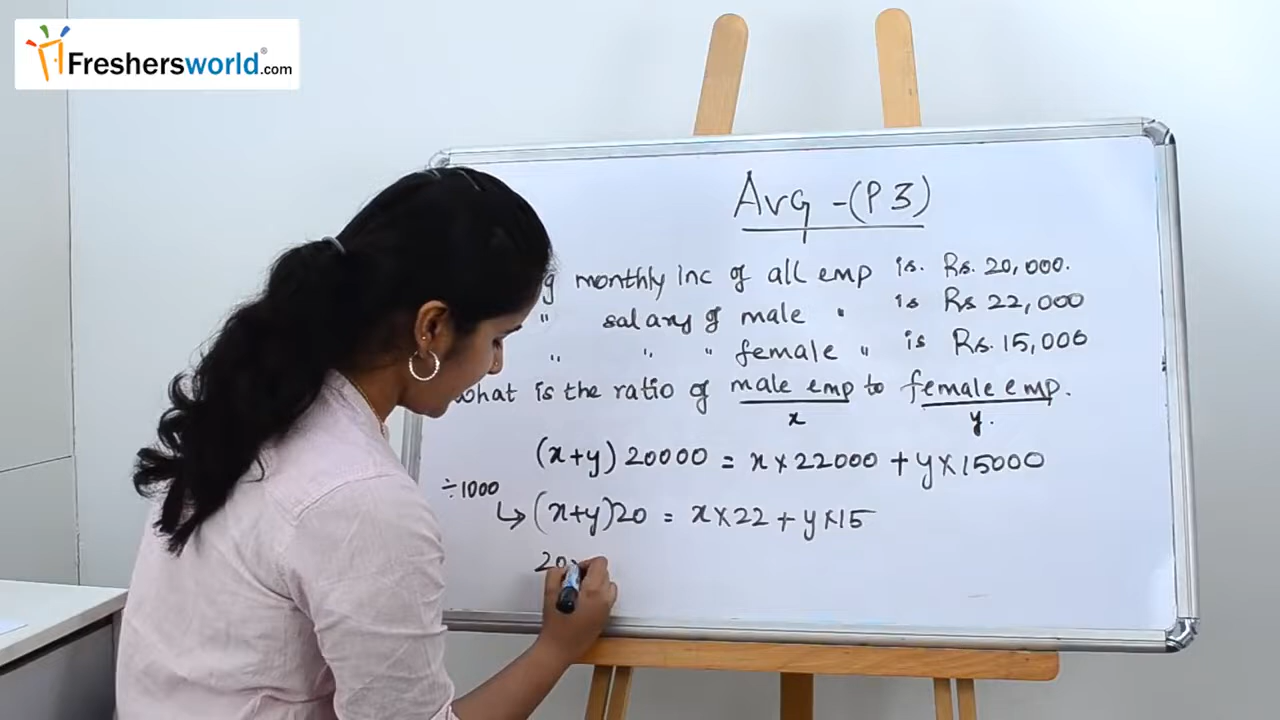 Freshersworld.com
Avg -(P3)
g monthly inc of all emp is. Rs. 20,000.
" salary of male " is Rs 22,000
" " " female " is Rs. 15,000
What is the ratio of male emp to female emp.
x y.
(x+y) 20000 = x×22000 + y×15000
÷1000
(x+y)20 = x×22 + y×15
20